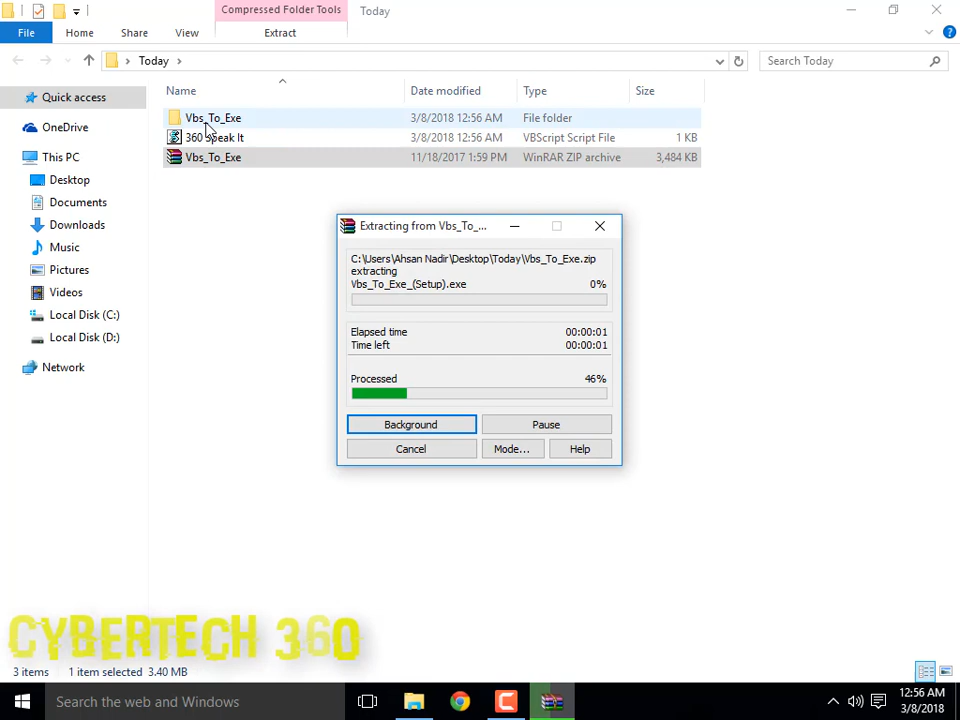 Compressed Folder Tools
Today
File
Home
Share
View
Extract
Today
Search Today
Name
Date modified
Type
Size
Quick access
OneDrive
This PC
Desktop
Documents
Downloads
Music
Pictures
Videos
Local Disk (C:)
Local Disk (D:)
Network
Vbs_To_Exe 3/8/2018 12:56 AM File folder
360 Speak It 3/8/2018 12:56 AM VBScript Script File 1 KB
Vbs_To_Exe 11/18/2017 1:59 PM WinRAR ZIP archive 3,484 KB
Extracting from Vbs_To_...
C:\Users\Ahsan Nadir\Desktop\Today\Vbs_To_Exe.zip
extracting
Vbs_To_Exe_(Setup).exe 0%
Elapsed time 00:00:01
Time left 00:00:01
Processed 46%
Background
Pause
Cancel
Mode...
Help
CYBERTECH 360
3 items 1 item selected 3.40 MB
Search the web and Windows
12:56 AM
3/8/2018